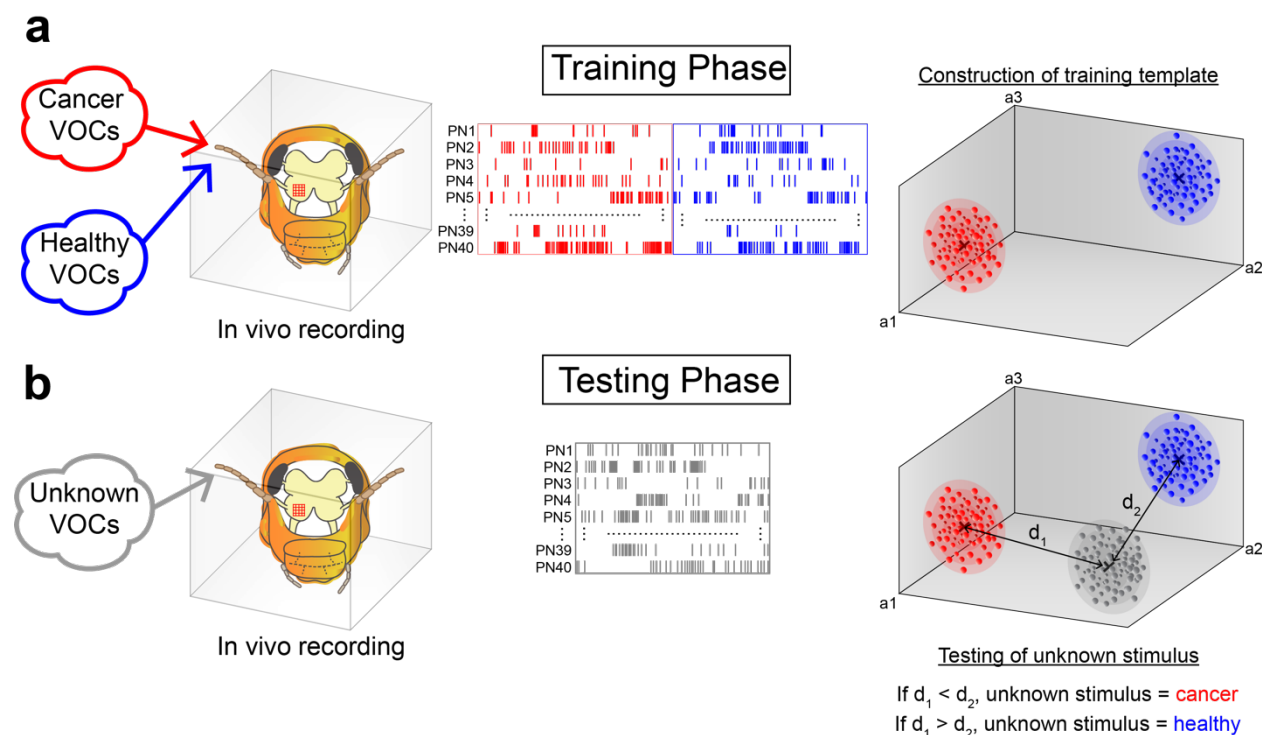 a
Cancer
VOCs
Healthy
VOCs
In vivo recording
Training Phase
PN1
PN2
PN3
PN4
PN5
PN39
PN40
Construction of training template
a3
a2
a1
b
Unknown
VOCs
In vivo recording
Testing Phase
PN1
PN2
PN3
PN4
PN5
PN39
PN40
a3
d₂
d₁
a2
a1
Testing of unknown stimulus
If d₁ < d₂, unknown stimulus = cancer
If d₁ > d₂, unknown stimulus = healthy